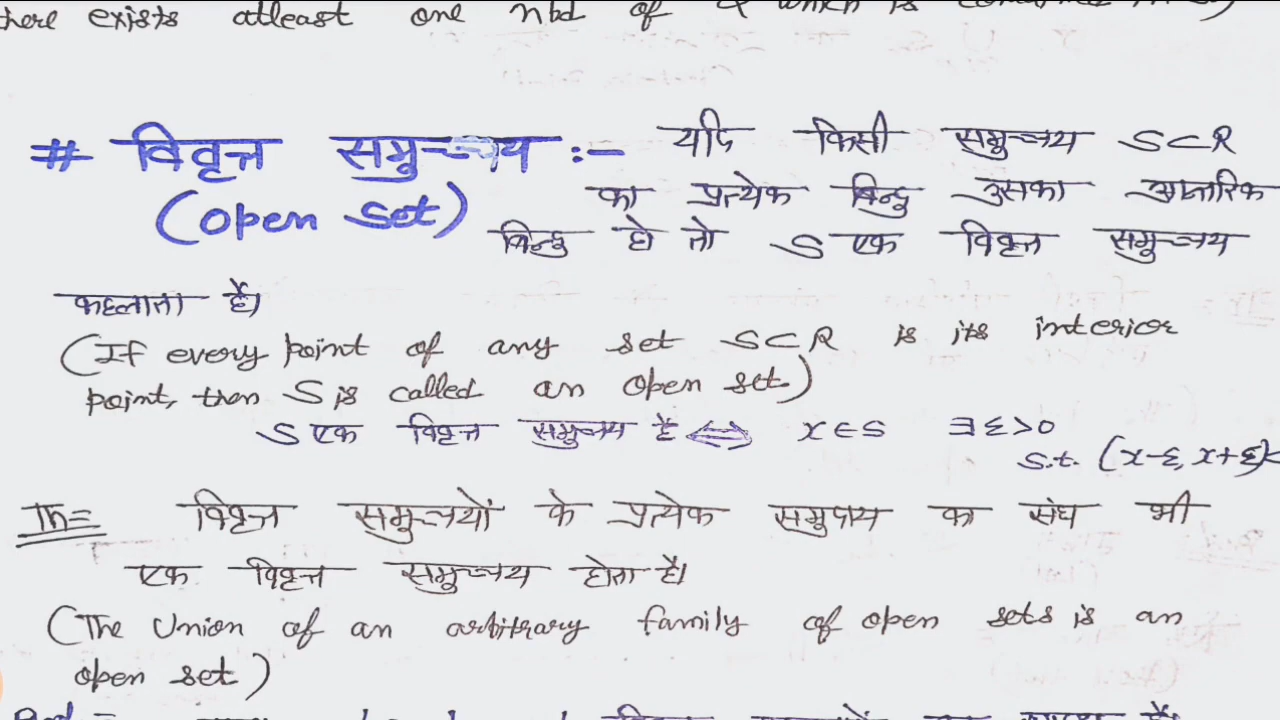 there exists atleast one nbd of which is
# विवृत्त समुच्चय :- यदि किसी समुच्चय S⊂R
(open set) का प्रत्येक बिन्दु उसका आन्तरिक
बिन्दु हो तो S एक विवृत्त समुच्चय
कहलाता है।
(If every point of any set S⊂R is its interior
point, then S is called an open set)
S एक विवृत्त समुच्चय है ⇔ x∈S ∃ε>0
S.t. (x-ε, x+ε)
Th= विवृत्त समुच्चयों के प्रत्येक समुदाय का संघ भी
एक विवृत्त समुच्चय होता है।
(The Union of an arbitrary family of open sets is an
open set)